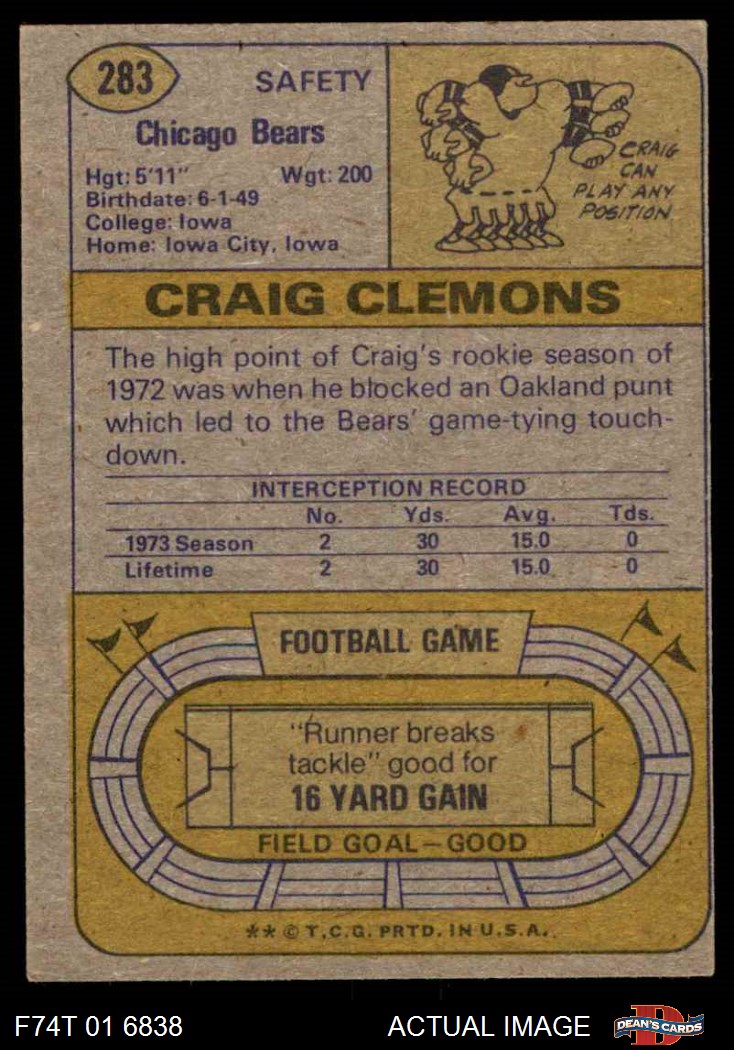 283
SAFETY
Chicago Bears
Hgt: 5'11" Wgt: 200
Birthdate: 6-1-49
College: Iowa
Home: Iowa City, Iowa
CRAIG
CAN
PLAY ANY
POSITION
CRAIG CLEMONS
The high point of Craig's rookie season of
1972 was when he blocked an Oakland punt
which led to the Bears' game-tying touch-
down.
INTERCEPTION RECORD
No. Yds. Avg. Tds.
1973 Season 2 30 15.0 0
Lifetime 2 30 15.0 0
FOOTBALL GAME
"Runner breaks
tackle" good for
16 YARD GAIN
FIELD GOAL – GOOD
** © T.C.G. PRTD. IN U.S.A.
F74T 01 6838 ACTUAL IMAGE
D
DEAN'S CARDS